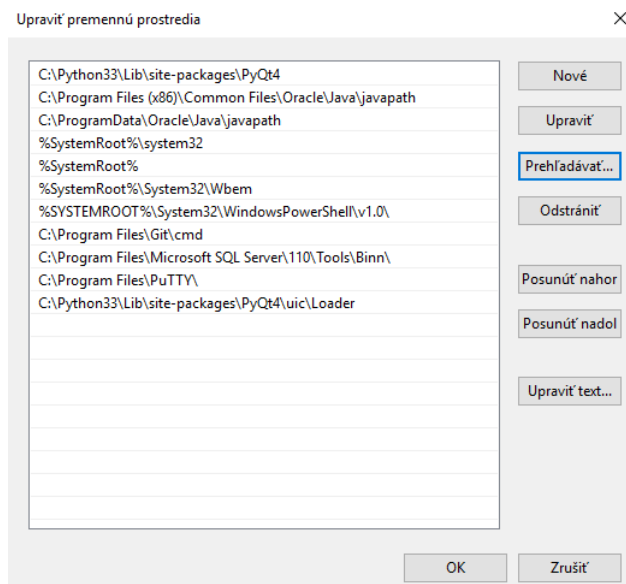 Upraviť premennú prostredia
C:\Python33\Lib\site-packages\PyQt4
C:\Program Files (x86)\Common Files\Oracle\Java\javapath
C:\ProgramData\Oracle\Java\javapath
%SystemRoot%\system32
%SystemRoot%
%SystemRoot%\System32\Wbem
%SYSTEMROOT%\System32\WindowsPowerShell\v1.0\
C:\Program Files\Git\cmd
C:\Program Files\Microsoft SQL Server\110\Tools\Binn\
C:\Program Files\PuTTY\
C:\Python33\Lib\site-packages\PyQt4\uic\Loader
Nové
Upraviť
Prehľadávať...
Odstrániť
Posunúť nahor
Posunúť nadol
Upraviť text...
OK
Zrušiť